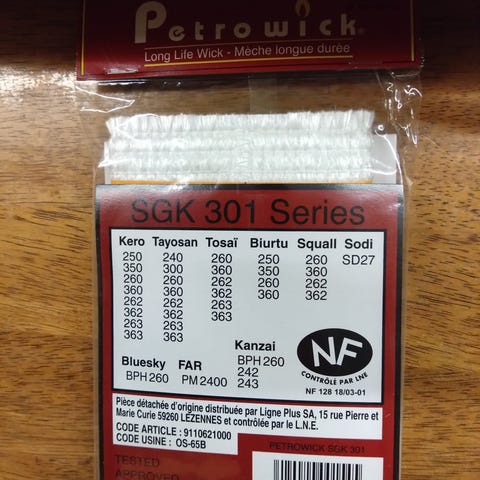 Petrowick®
Long Life Wick - Mèche longue durée
SGK 301 Series
Kero Tayosan Tosaï Biurtu Squall Sodi
250 240 260 250 260 SD27
350 300 360 350 360
260 260 262 260 262
360 360 362 360 362
262 262 263
362 362 363
263 263
363 363
Kanzai
Bluesky FAR BPH 260
BPH 260 PM 2400 242
243
NF
CONTRÔLÉ PAR LNE
NF 128 18/03-01
Pièce détachée d'origine distribuée par Ligne Plus SA, 15 rue Pierre et
Marie Curie 59260 LEZENNES et contrôlée par le L.N.E.
CODE ARTICLE : 9110621000
CODE USINE : OS-65B
PETROWICK SGK 301
TESTED
APPROVED